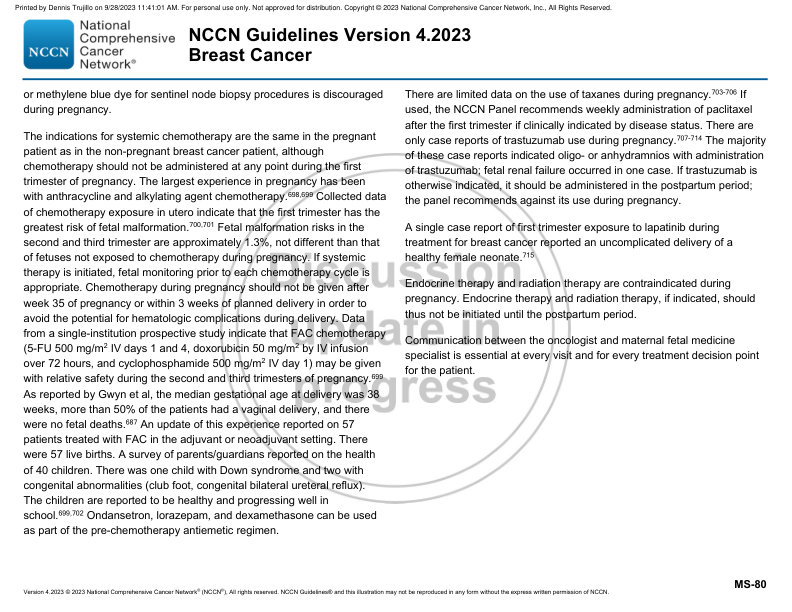 Printed by Dennis Trujillo on 9/28/2023 11:41:01 AM. For personal use only. Not approved for distribution. Copyright © 2023 National Comprehensive Cancer Network, Inc., All Rights Reserved.
NCCN
National
Comprehensive
Cancer
Network®
NCCN Guidelines Version 4.2023
Breast Cancer
or methylene blue dye for sentinel node biopsy procedures is discouraged
during pregnancy.
The indications for systemic chemotherapy are the same in the pregnant
patient as in the non-pregnant breast cancer patient, although
chemotherapy should not be administered at any point during the first
trimester of pregnancy. The largest experience in pregnancy has been
with anthracycline and alkylating agent chemotherapy.698,699 Collected data
of chemotherapy exposure in utero indicate that the first trimester has the
greatest risk of fetal malformation.700,701 Fetal malformation risks in the
second and third trimester are approximately 1.3%, not different than that
of fetuses not exposed to chemotherapy during pregnancy. If systemic
therapy is initiated, fetal monitoring prior to each chemotherapy cycle is
appropriate. Chemotherapy during pregnancy should not be given after
week 35 of pregnancy or within 3 weeks of planned delivery in order to
avoid the potential for hematologic complications during delivery. Data
from a single-institution prospective study indicate that FAC chemotherapy
(5-FU 500 mg/m2 IV days 1 and 4, doxorubicin 50 mg/m2 by IV infusion
over 72 hours, and cyclophosphamide 500 mg/m2 IV day 1) may be given
with relative safety during the second and third trimesters of pregnancy.699
As reported by Gwyn et al, the median gestational age at delivery was 38
weeks, more than 50% of the patients had a vaginal delivery, and there
were no fetal deaths.687 An update of this experience reported on 57
patients treated with FAC in the adjuvant or neoadjuvant setting. There
were 57 live births. A survey of parents/guardians reported on the health
of 40 children. There was one child with Down syndrome and two with
congenital abnormalities (club foot, congenital bilateral ureteral reflux).
The children are reported to be healthy and progressing well in
school.699,702 Ondansetron, lorazepam, and dexamethasone can be used
as part of the pre-chemotherapy antiemetic regimen.
There are limited data on the use of taxanes during pregnancy.703-706 If
used, the NCCN Panel recommends weekly administration of paclitaxel
after the first trimester if clinically indicated by disease status. There are
only case reports of trastuzumab use during pregnancy.707-714 The majority
of these case reports indicated oligo- or anhydramnios with administration
of trastuzumab; fetal renal failure occurred in one case. If trastuzumab is
otherwise indicated, it should be administered in the postpartum period;
the panel recommends against its use during pregnancy.
A single case report of first trimester exposure to lapatinib during
treatment for breast cancer reported an uncomplicated delivery of a
healthy female neonate.715
Endocrine therapy and radiation therapy are contraindicated during
pregnancy. Endocrine therapy and radiation therapy, if indicated, should
thus not be initiated until the postpartum period.
Communication between the oncologist and maternal fetal medicine
specialist is essential at every visit and for every treatment decision point
for the patient.
Discussion
update in
progress
MS-80
Version 4.2023 © 2023 National Comprehensive Cancer Network® (NCCN®), All rights reserved. NCCN Guidelines® and this illustration may not be reproduced in any form without the express written permission of NCCN.